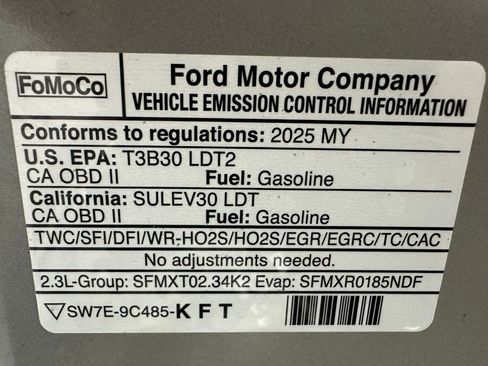 FoMoCo
Ford Motor Company
VEHICLE EMISSION CONTROL INFORMATION
Conforms to regulations: 2025 MY
U.S. EPA: T3B30 LDT2
CA OBD II Fuel: Gasoline
California: SULEV30 LDT
CA OBD II Fuel: Gasoline
TWC/SFI/DFI/WR-HO2S/HO2S/EGR/EGRC/TC/CAC
No adjustments needed.
2.3L-Group: SFMXT02.34K2 Evap: SFMXR0185NDF
SW7E-9C485-K F T